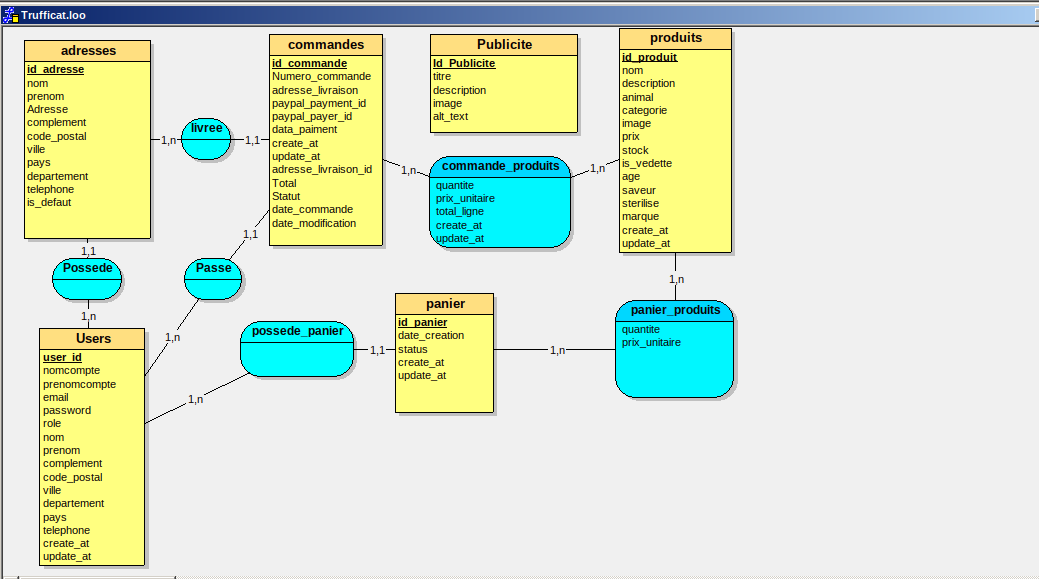 Trufficat.loo
adresses
id_adresse
nom
prenom
Adresse
complement
code_postal
ville
pays
departement
telephone
is_defaut
commandes
id_commande
Numero_commande
adresse_livraison
paypal_payment_id
paypal_payer_id
data_paiment
create_at
update_at
adresse_livraison_id
Total
Statut
date_commande
date_modification
Publicite
Id_Publicite
titre
description
image
alt_text
produits
id_produit
nom
description
animal
categorie
image
prix
stock
is_vedette
age
saveur
sterilise
marque
create_at
update_at
1,n
livree
1,1
1,n
commande_produits
quantite
prix_unitaire
total_ligne
create_at
update_at
1,n
1,1
Possede
1,n
1,1
Passe
1,n
Users
user_id
nomcompte
prenomcompte
email
password
role
nom
prenom
complement
code_postal
ville
departement
pays
telephone
create_at
update_at
possede_panier
1,n
1,1
panier
id_panier
date_creation
status
create_at
update_at
1,n
1,n
panier_produits
quantite
prix_unitaire